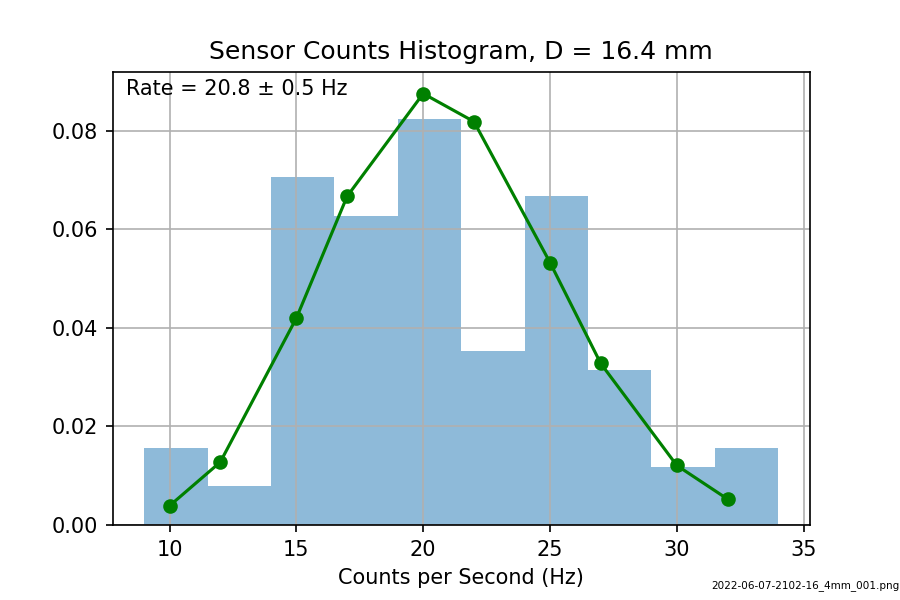 Sensor Counts Histogram, D = 16.4 mm
Rate = 20.8 ± 0.5 Hz
0.08
0.06
0.04
0.02
0.00
10 15 20 25 30 35
Counts per Second (Hz)
2022-06-07-2102-16_4mm_001.png